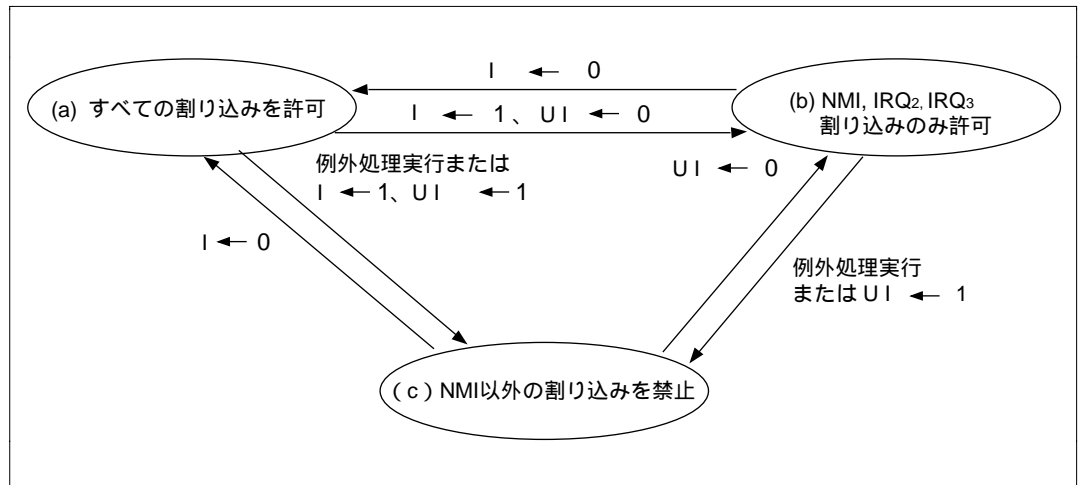 I ← 0
(a) すべての割り込みを許可
I ← 1、UI ← 0
(b) NMI, IRQ2, IRQ3
割り込みのみ許可
例外処理実行または
I ← 1、UI ← 1
UI ← 0
I ← 0
例外処理実行
またはUI ← 1
(c)NMI以外の割り込みを禁止